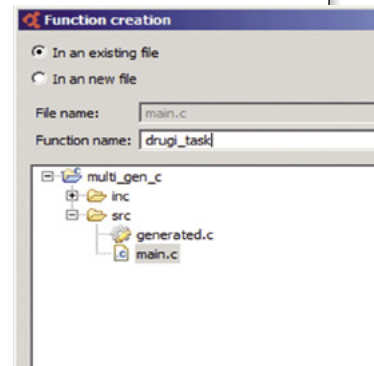 Function creation
In an existing file
In an new file
File name: main.c
Function name: drugi_task
multi_gen_c
inc
src
generated.c
main.c